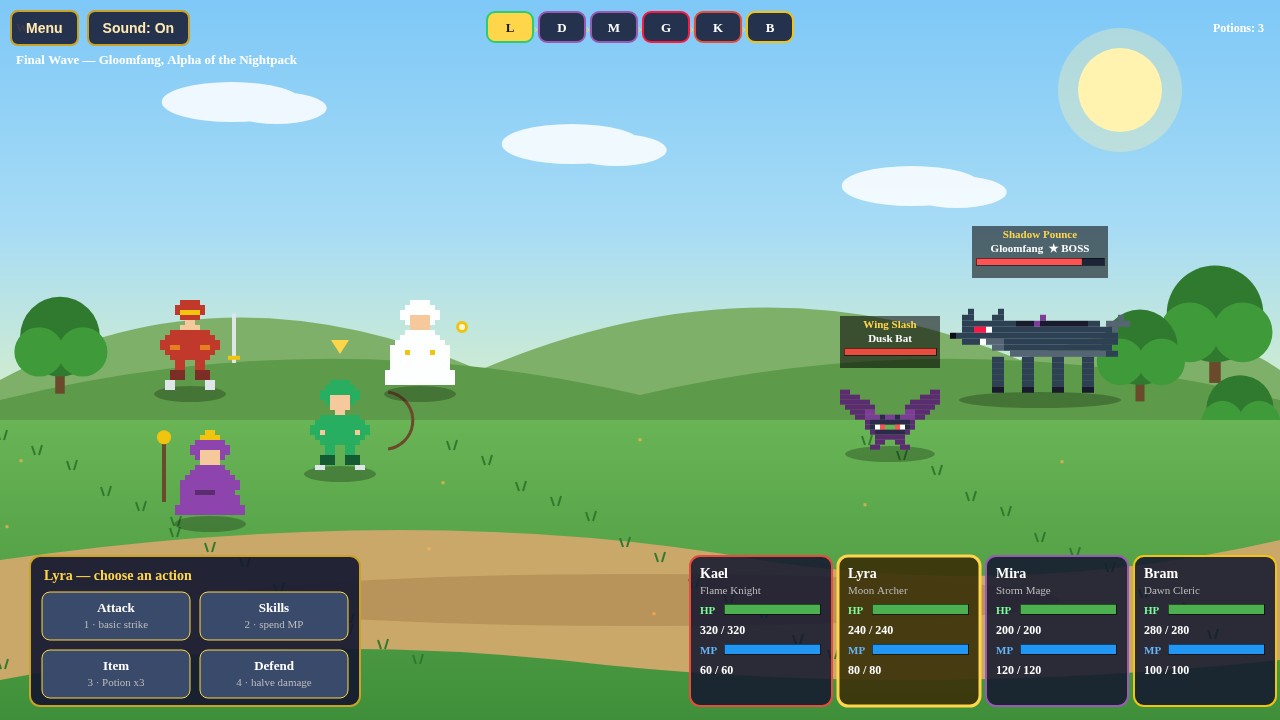 Menu
Sound: On
L D M G K B
Potions: 3
Final Wave — Gloomfang, Alpha of the Nightpack
Shadow Pounce
Gloomfang ★ BOSS
Wing Slash
Dusk Bat
Lyra — choose an action
Attack
1 · basic strike
Skills
2 · spend MP
Item
3 · Potion x3
Defend
4 · halve damage
Kael
Flame Knight
HP
320 / 320
MP
60 / 60
Lyra
Moon Archer
HP
240 / 240
MP
80 / 80
Mira
Storm Mage
HP
200 / 200
MP
120 / 120
Bram
Dawn Cleric
HP
280 / 280
MP
100 / 100